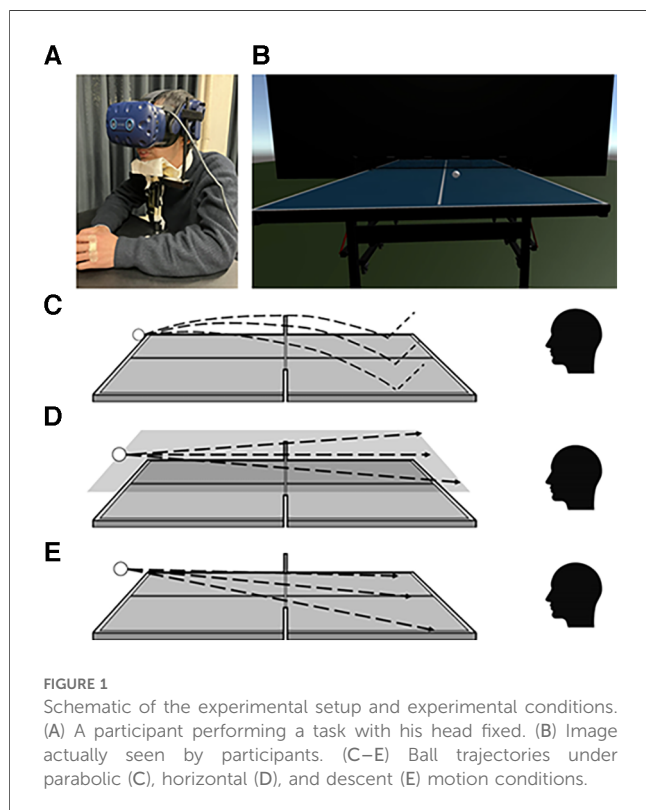 A
B
C
D
E
FIGURE 1
Schematic of the experimental setup and experimental conditions.
(A) A participant performing a task with his head fixed. (B) Image
actually seen by participants. (C–E) Ball trajectories under
parabolic (C), horizontal (D), and descent (E) motion conditions.